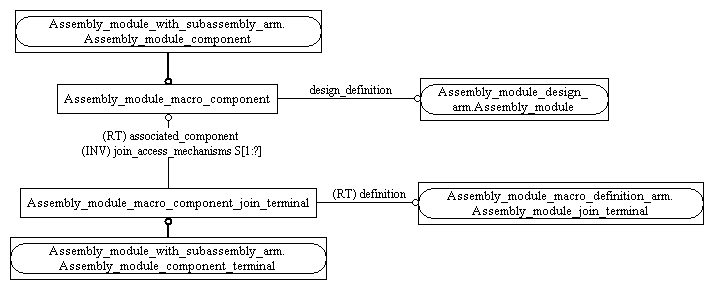 Assembly_module_with_subassembly_arm.
Assembly_module_component
Assembly_module_macro_component
design_definition
Assembly_module_design_
arm.Assembly_module
(RT) associated_component
(INV) join_access_mechanisms S[1:?]
Assembly_module_macro_component_join_terminal
(RT) definition
Assembly_module_macro_definition_arm.
Assembly_module_join_terminal
Assembly_module_with_subassembly_arm.
Assembly_module_component_terminal